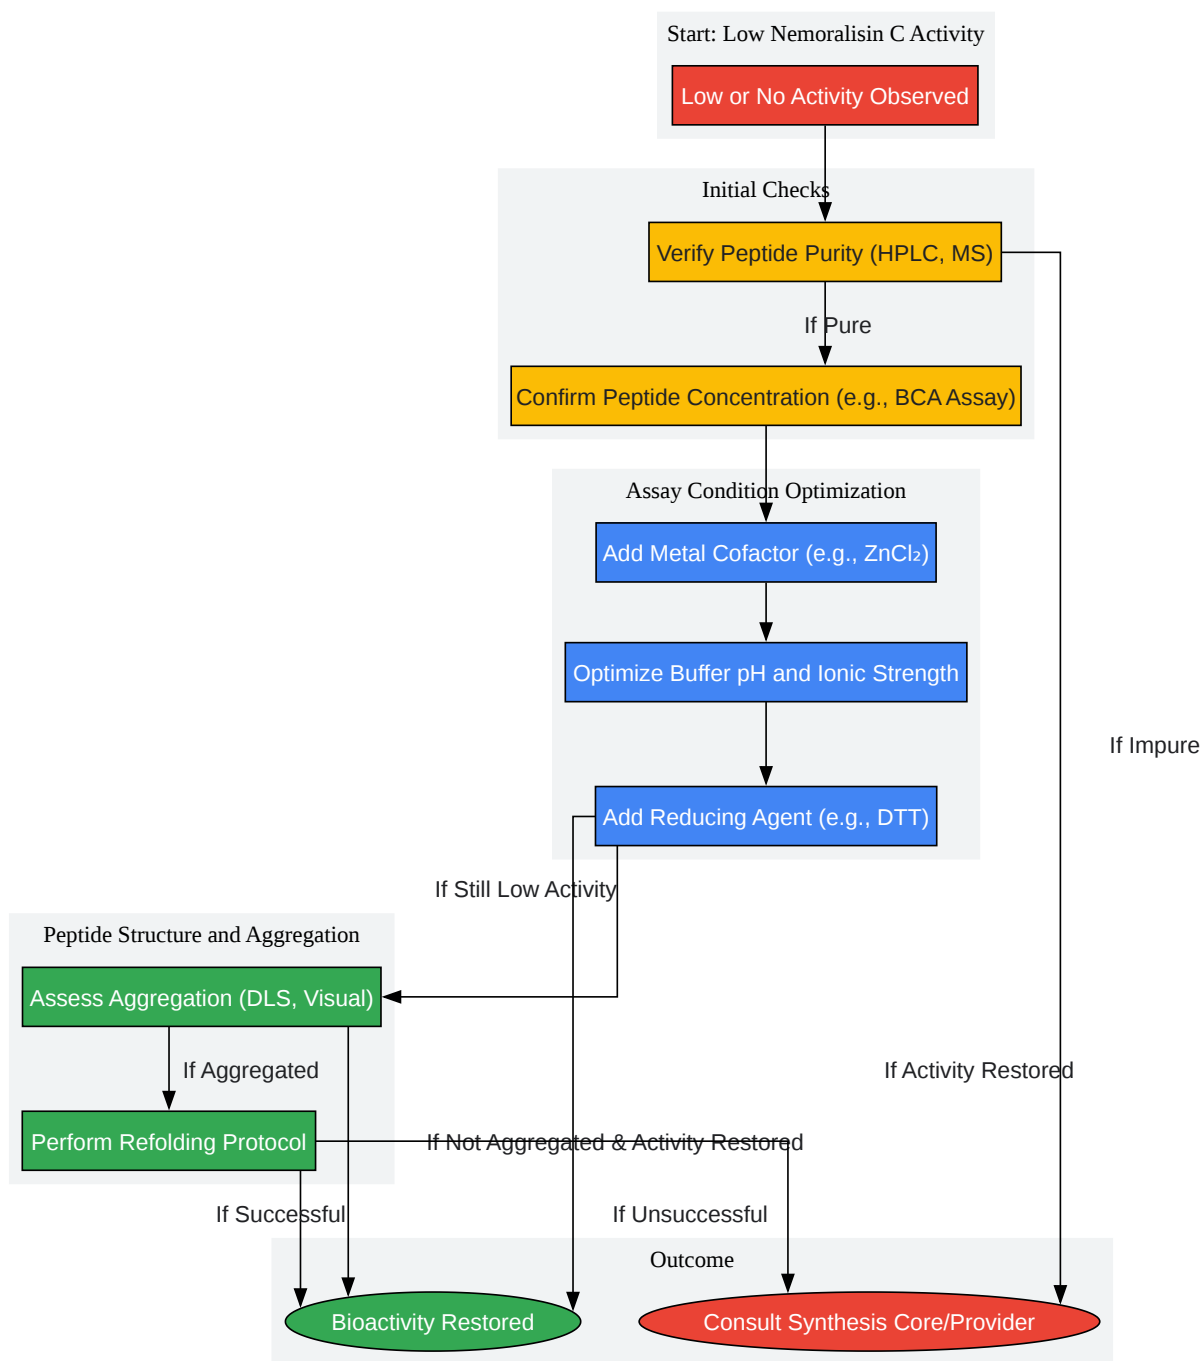 Start: Low Nemoralisin C Activity
Low or No Activity Observed
Initial Checks
Verify Peptide Purity (HPLC, MS)
If Pure
Confirm Peptide Concentration (e.g., BCA Assay)
Assay Condition Optimization
Add Metal Cofactor (e.g., ZnCl₂)
Optimize Buffer pH and Ionic Strength
If Impure
Add Reducing Agent (e.g., DTT)
If Still Low Activity
Peptide Structure and Aggregation
Assess Aggregation (DLS, Visual)
If Aggregated
If Activity Restored
Perform Refolding Protocol
If Not Aggregated & Activity Restored
If Successful
If Unsuccessful
Outcome
Bioactivity Restored
Consult Synthesis Core/Provider